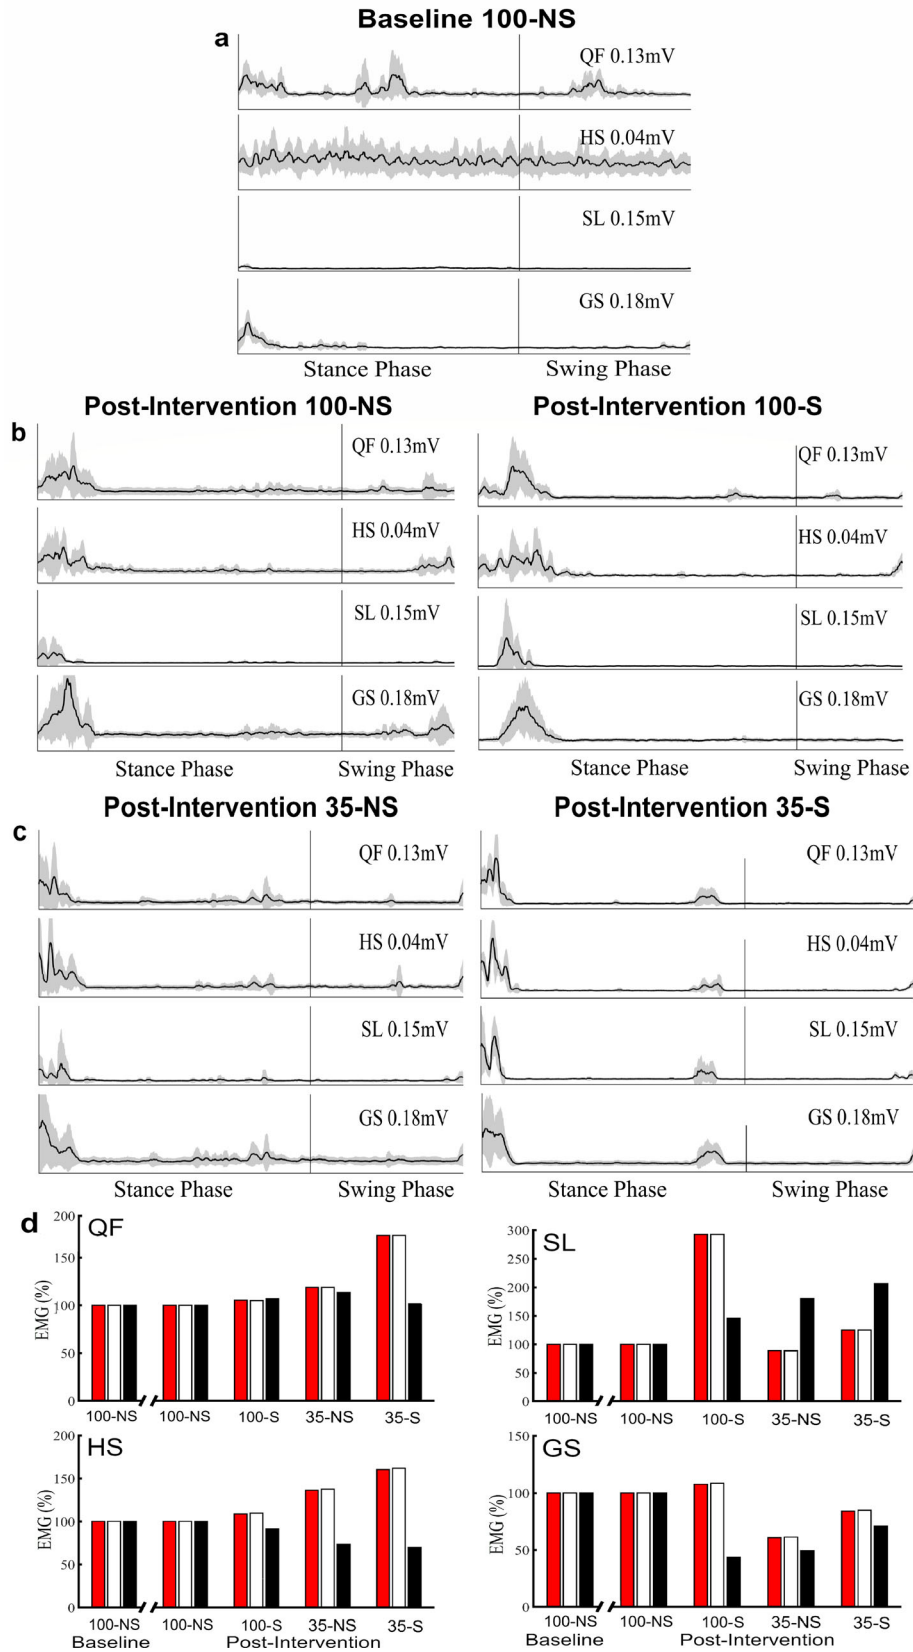 Baseline 100-NS
a
QF 0.13mV
HS 0.04mV
SL 0.15mV
GS 0.18mV
Stance Phase Swing Phase
Post-Intervention 100-NS
b
QF 0.13mV
HS 0.04mV
SL 0.15mV
GS 0.18mV
Stance Phase Swing Phase
Post-Intervention 100-S
QF 0.13mV
HS 0.04mV
SL 0.15mV
GS 0.18mV
Stance Phase Swing Phase
Post-Intervention 35-NS
c
QF 0.13mV
HS 0.04mV
SL 0.15mV
GS 0.18mV
Stance Phase Swing Phase
Post-Intervention 35-S
QF 0.13mV
HS 0.04mV
SL 0.15mV
GS 0.18mV
Stance Phase Swing Phase
d
QF
EMG (%)
200
150
100
50
0
100-NS 100-NS 100-S 35-NS 35-S
SL
EMG (%)
300
250
200
150
100
50
0
100-NS 100-NS 100-S 35-NS 35-S
HS
EMG (%)
200
150
100
50
0
100-NS 100-NS 100-S 35-NS 35-S
Baseline Post-Intervention
GS
EMG (%)
150
100
50
0
100-NS 100-NS 100-S 35-NS 35-S
Baseline Post-Intervention